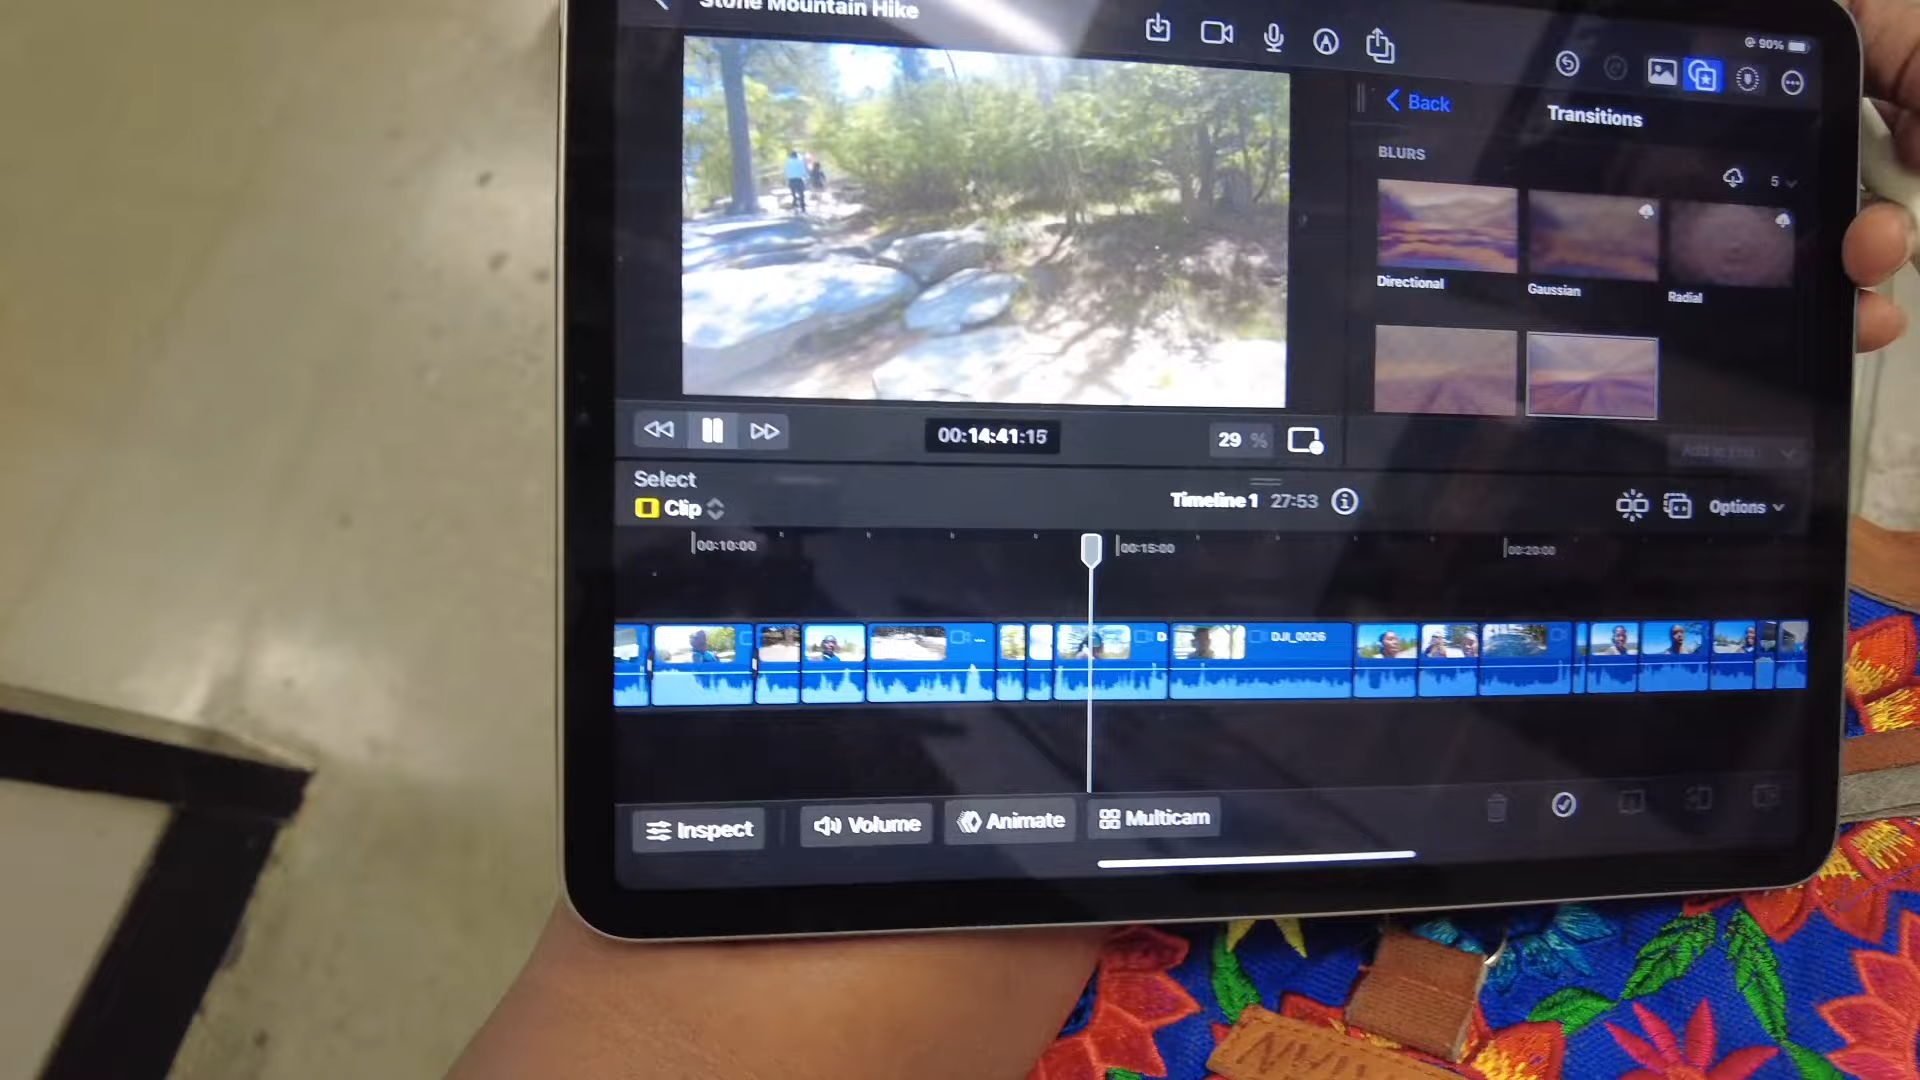 Stone Mountain Hike
90%
Back
Transitions
BLURS
5
Directional
Gaussian
Radial
00:14:41:15
29 %
Select
Clip
Timeline 1 27:53
Options
00:10:00
00:15:00
00:20:00
D
DJI_0026
Inspect
Volume
Animate
Multicam